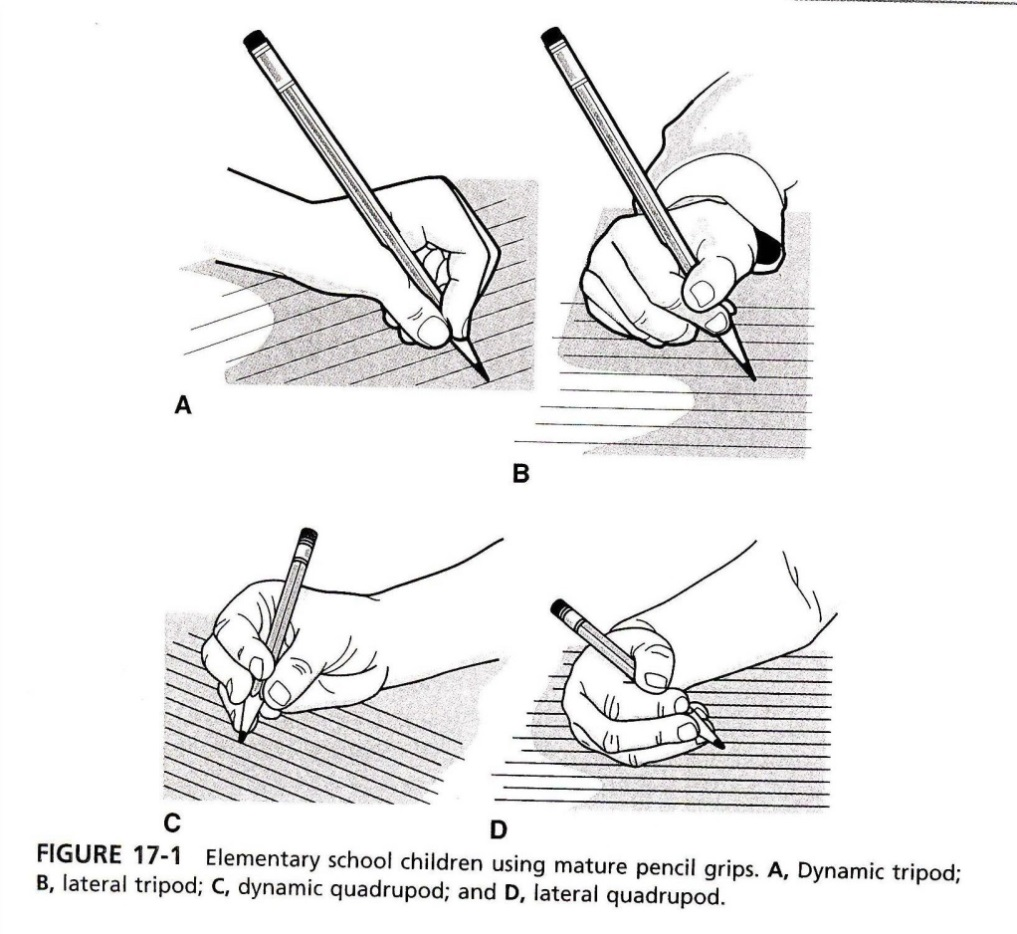 A
B
C
D
FIGURE 17-1 Elementary school children using mature pencil grips. A, Dynamic tripod;
B, lateral tripod; C, dynamic quadrupod; and D, lateral quadrupod.